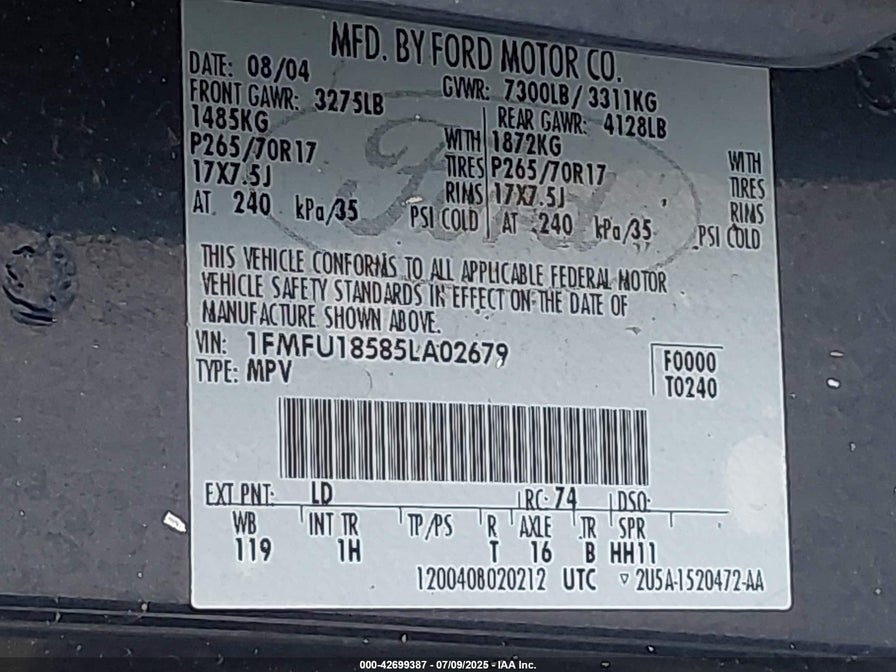 MFD. BY FORD MOTOR CO.
DATE: 08/04 GVWR: 7300LB / 3311KG
FRONT GAWR: 3275LB REAR GAWR: 4128LB
1485KG WITH 1872KG WITH
P265/70R17 TIRES P265/70R17 TIRES
17X7.5J RIMS 17X7.5J RIMS
AT 240 kPa/35 PSI COLD AT 240 kPa/35 PSI COLD
Ford
THIS VEHICLE CONFORMS TO ALL APPLICABLE FEDERAL MOTOR
VEHICLE SAFETY STANDARDS IN EFFECT ON THE DATE OF
MANUFACTURE SHOWN ABOVE.
VIN: 1FMFU18585LA02679
TYPE: MPV
F0000
T0240
EXT PNT: LD RC: 74 DSO:
WB INT TR TP/PS R AXLE TR SPR
119 1H T 16 B HH11
1200408020212 UTC ▽ 2U5A-1520472-AA
000-42699387 - 07/09/2025 - IAA Inc.